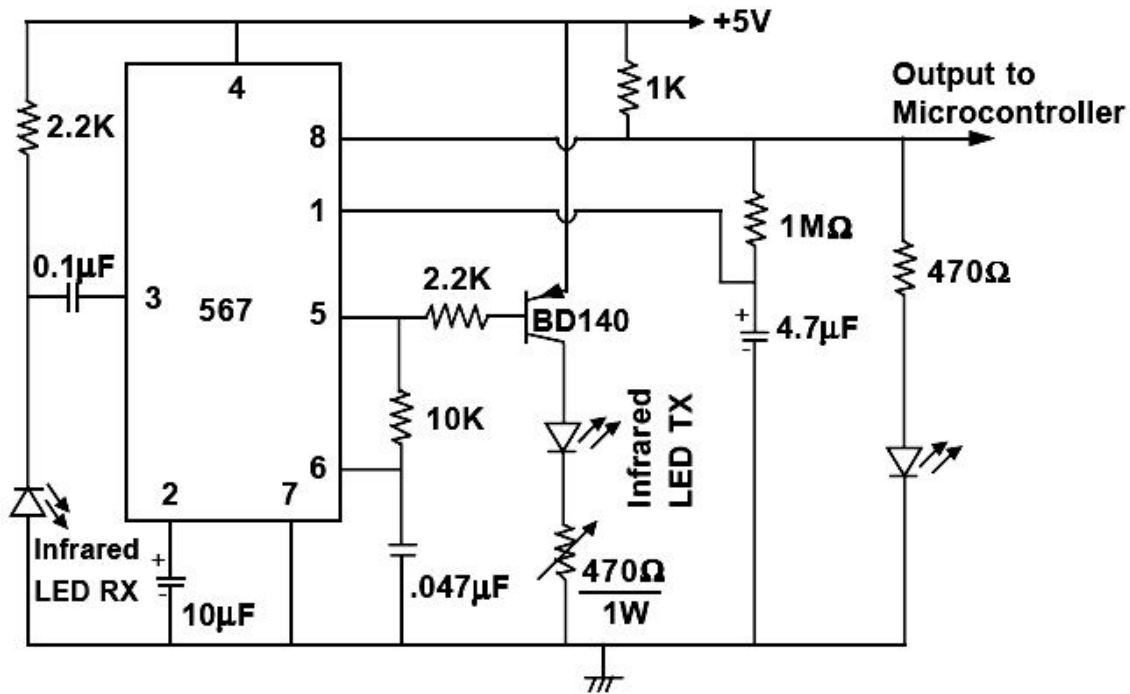 +5V
4
1K
Output to
Microcontroller
2.2K
8
1
1MΩ
470Ω
0.1μF
3
567
5
2.2K
BD140
+
4.7μF
-
10K
Infrared
LED TX
6
2
7
Infrared
LED RX
+
-
10μF
.047μF
470Ω
1W